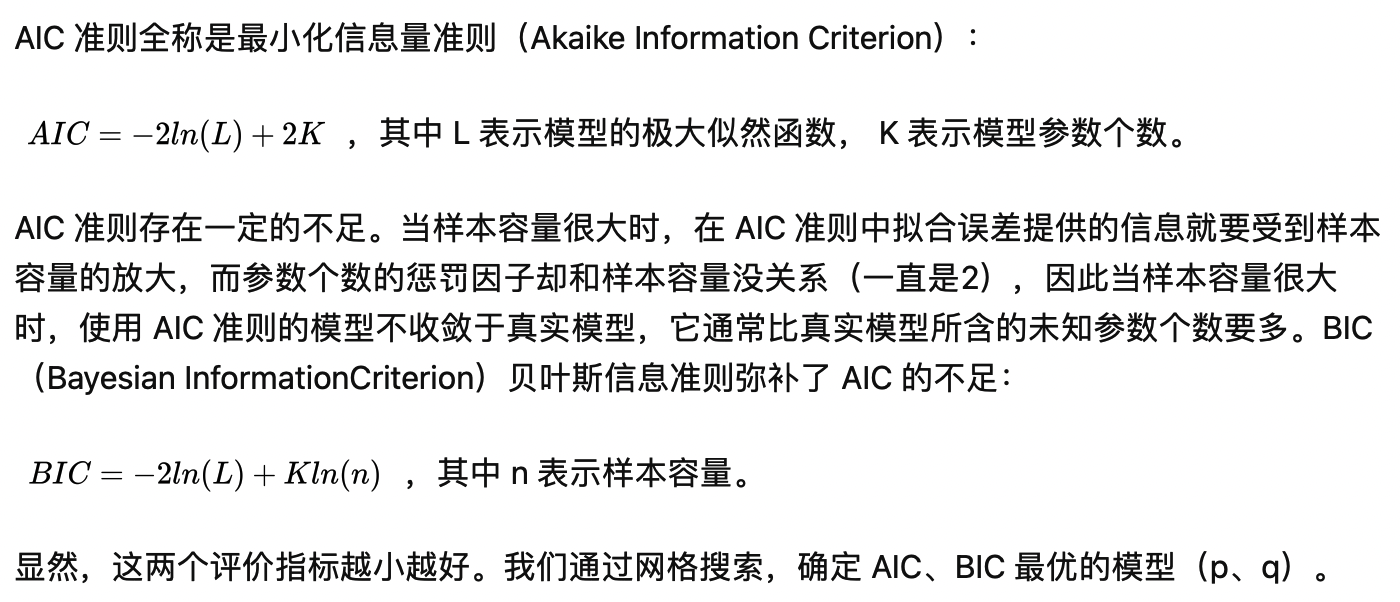 AIC 准则全称是最小化信息量准则（Akaike Information Criterion）：
AIC = −2ln(L) + 2K ，其中 L 表示模型的极大似然函数， K 表示模型参数个数。
AIC 准则存在一定的不足。当样本容量很大时，在 AIC 准则中拟合误差提供的信息就要受到样本
容量的放大，而参数个数的惩罚因子却和样本容量没关系（一直是2），因此当样本容量很大
时，使用 AIC 准则的模型不收敛于真实模型，它通常比真实模型所含的未知参数个数要多。BIC
（Bayesian InformationCriterion）贝叶斯信息准则弥补了 AIC 的不足：
BIC = −2ln(L) + Kln(n) ，其中 n 表示样本容量。
显然，这两个评价指标越小越好。我们通过网格搜索，确定 AIC、BIC 最优的模型（p、q）。